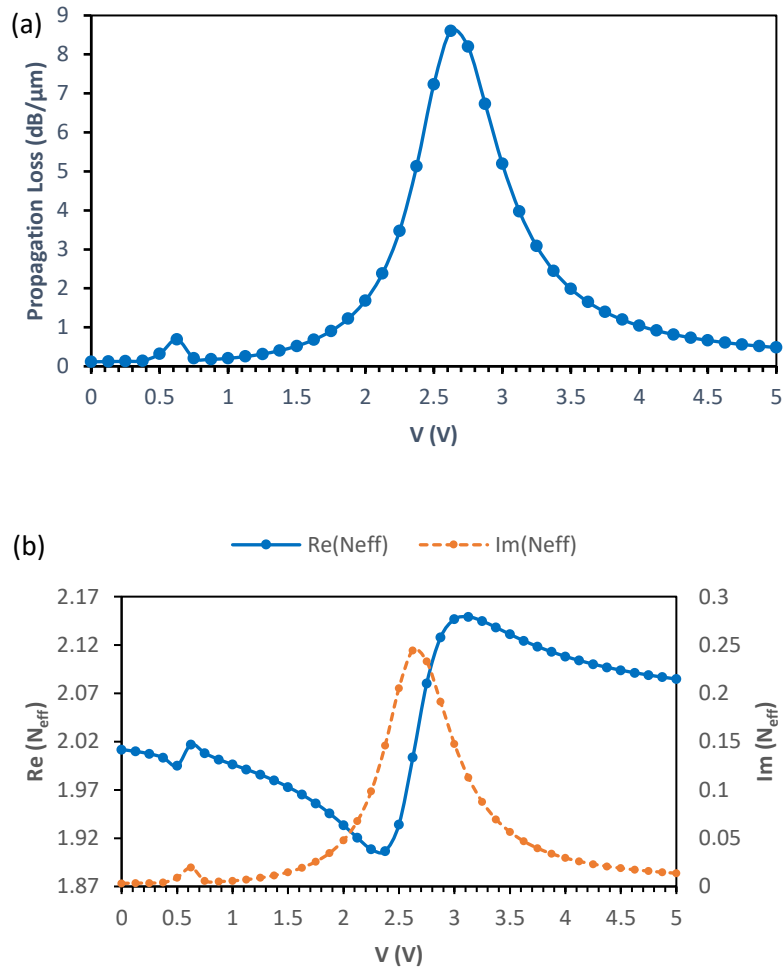 (a)
Propagation Loss (dB/μm)
9
8
7
6
5
4
3
2
1
0
0 0.5 1 1.5 2 2.5 3 3.5 4 4.5 5
V (V)
(b)
Re(Neff) Im(Neff)
Re (Neff)
2.17
2.12
2.07
2.02
1.97
1.92
1.87
0.3
0.25
0.2
0.15
0.1
0.05
0
Im (Neff)
0 0.5 1 1.5 2 2.5 3 3.5 4 4.5 5
V (V)